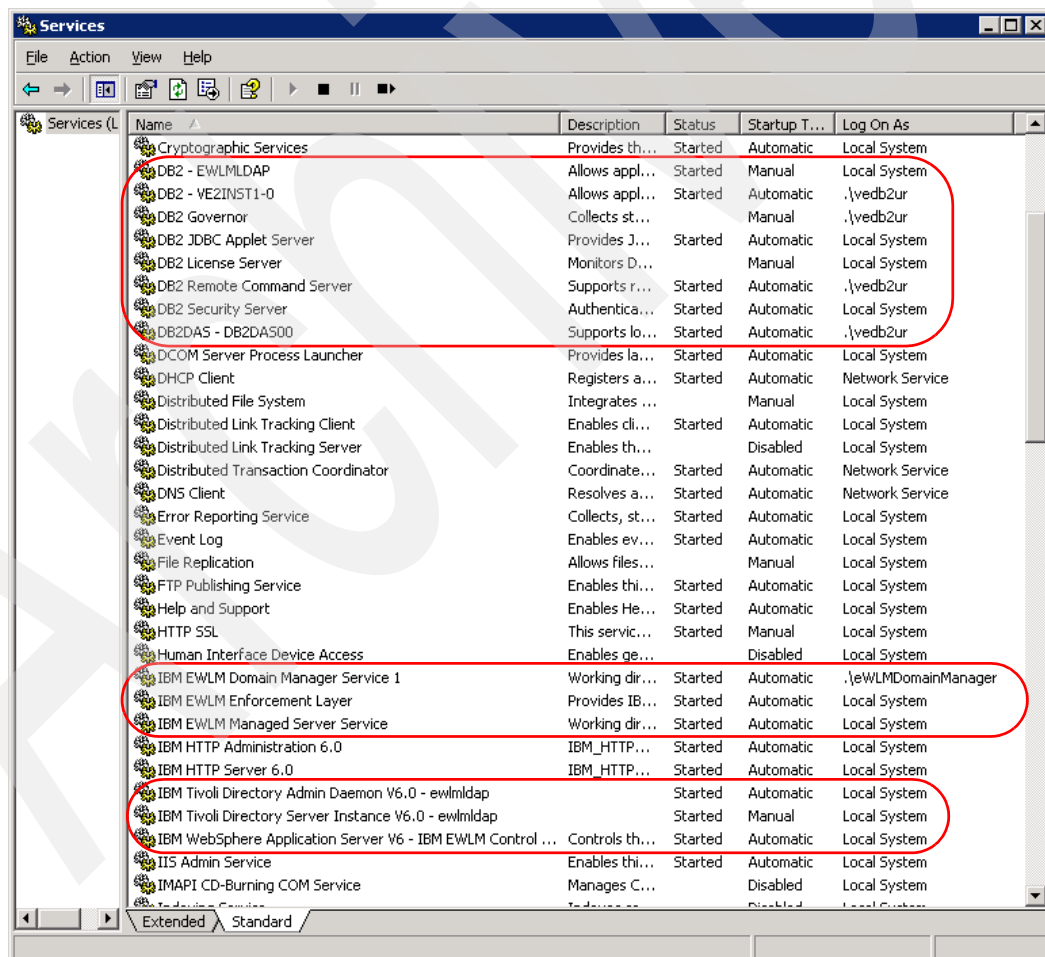 Services
File Action View Help
Services (L
Name Description Status Startup T... Log On As
Cryptographic Services Provides th... Started Automatic Local System
DB2 - EWLMLDAP Allows appl... Started Manual Local System
DB2 - VE2INST1-0 Allows appl... Started Automatic .\vedb2ur
DB2 Governor Collects st... Manual .\vedb2ur
DB2 JDBC Applet Server Provides J... Started Automatic Local System
DB2 License Server Monitors D... Manual Local System
DB2 Remote Command Server Supports r... Started Automatic .\vedb2ur
DB2 Security Server Authentica... Started Automatic Local System
DB2DAS - DB2DAS00 Supports lo... Started Automatic .\vedb2ur
DCOM Server Process Launcher Provides la... Started Automatic Local System
DHCP Client Registers a... Started Automatic Network Service
Distributed File System Integrates ... Manual Local System
Distributed Link Tracking Client Enables cli... Started Automatic Local System
Distributed Link Tracking Server Enables th... Disabled Local System
Distributed Transaction Coordinator Coordinate... Started Automatic Network Service
DNS Client Resolves a... Started Automatic Network Service
Error Reporting Service Collects, st... Started Automatic Local System
Event Log Enables ev... Started Automatic Local System
File Replication Allows files... Manual Local System
FTP Publishing Service Enables thi... Started Automatic Local System
Help and Support Enables He... Started Automatic Local System
HTTP SSL This servic... Started Manual Local System
Human Interface Device Access Enables ge... Disabled Local System
IBM EWLM Domain Manager Service 1 Working dir... Started Automatic .\eWLMDomainManager
IBM EWLM Enforcement Layer Provides IB... Started Automatic Local System
IBM EWLM Managed Server Service Working dir... Started Automatic Local System
IBM HTTP Administration 6.0 IBM_HTTP... Started Automatic Local System
IBM HTTP Server 6.0 IBM_HTTP... Started Automatic Local System
IBM Tivoli Directory Admin Daemon V6.0 - ewlmldap Started Automatic Local System
IBM Tivoli Directory Server Instance V6.0 - ewlmldap Started Manual Local System
IBM WebSphere Application Server V6 - IBM EWLM Control ... Controls th... Started Automatic Local System
IIS Admin Service Enables thi... Started Automatic Local System
IMAPI CD-Burning COM Service Manages C... Disabled Local System
Extended Standard